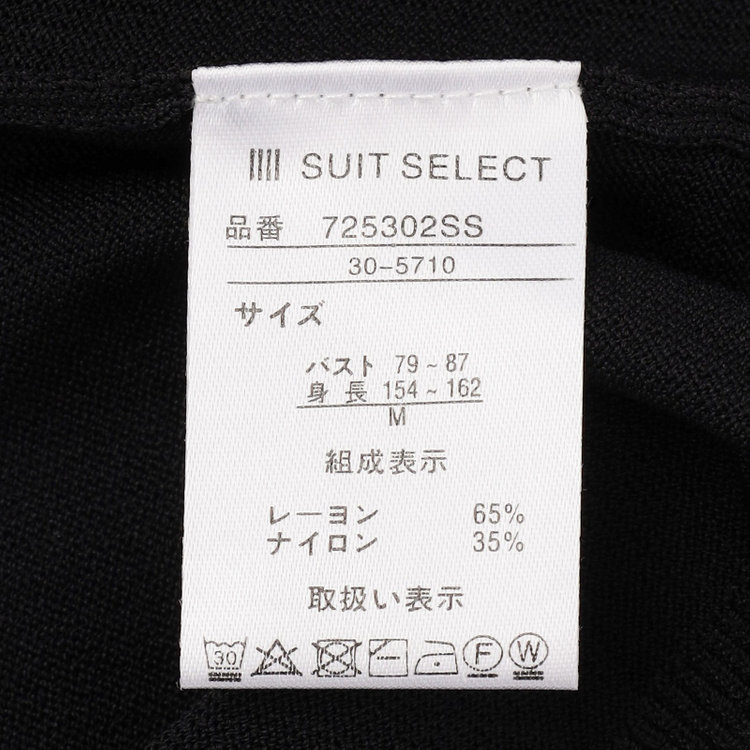 SUIT SELECT
品番 725302SS
30-5710
サイズ
バスト 79~87
身長 154~162
M
組成表示
レーヨン 65%
ナイロン 35%
取扱い表示
30 F W